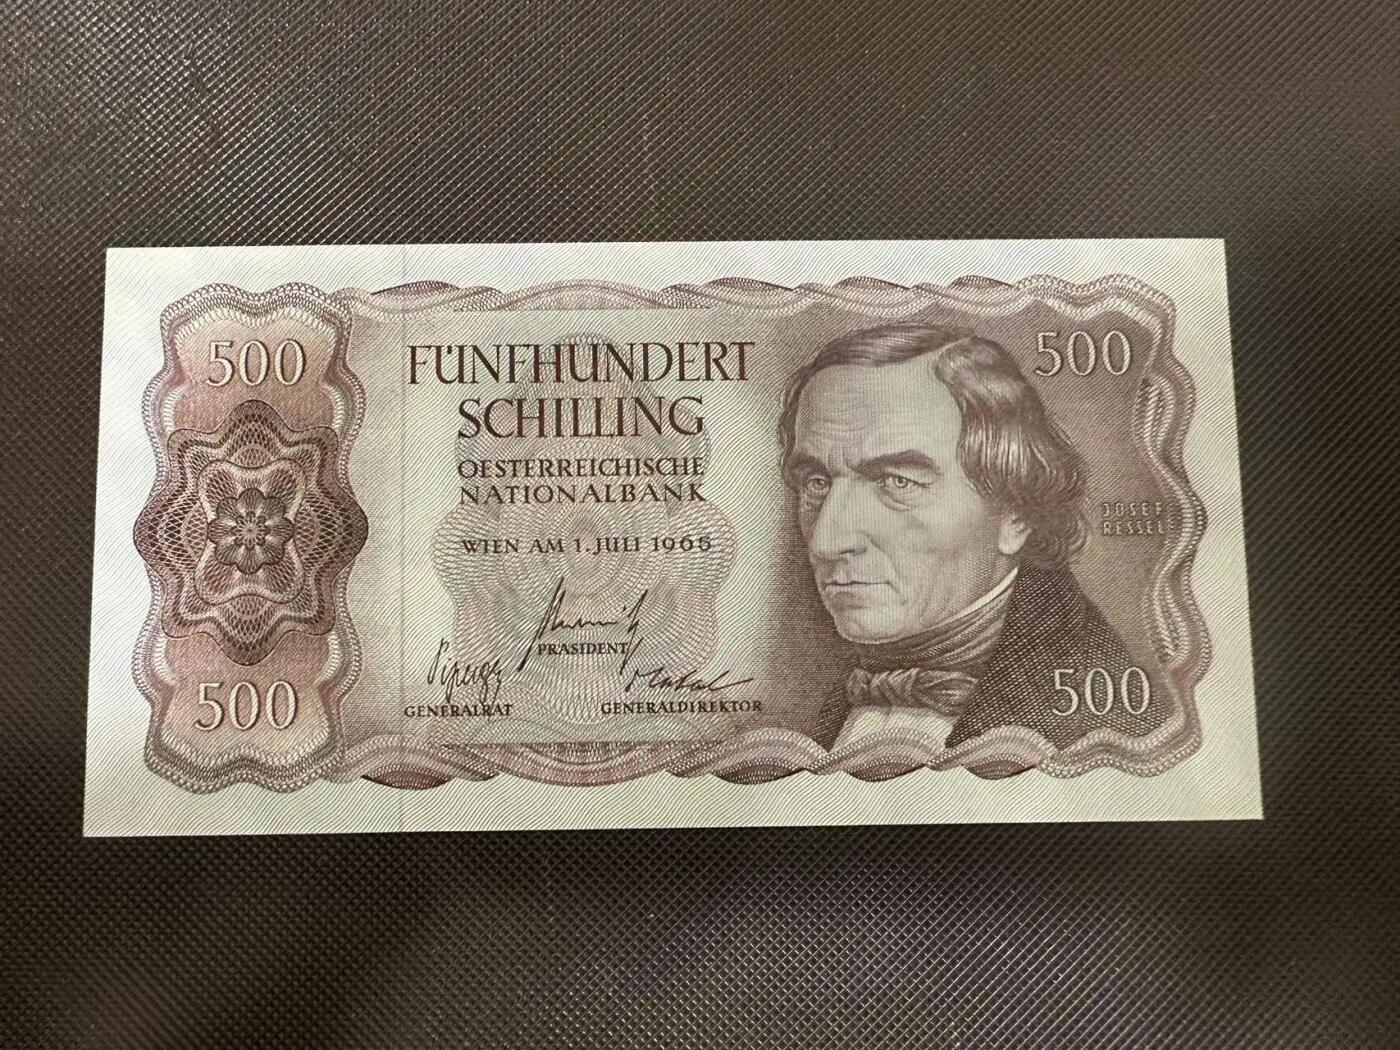 500
FÜNFHUNDERT
SCHILLING
OESTERREICHISCHE
NATIONALBANK
WIEN AM 1. JULI 1965
PRÄSIDENT
GENERALRAT
GENERALDIREKTOR
500
500
JOSEF
RESSEL
500